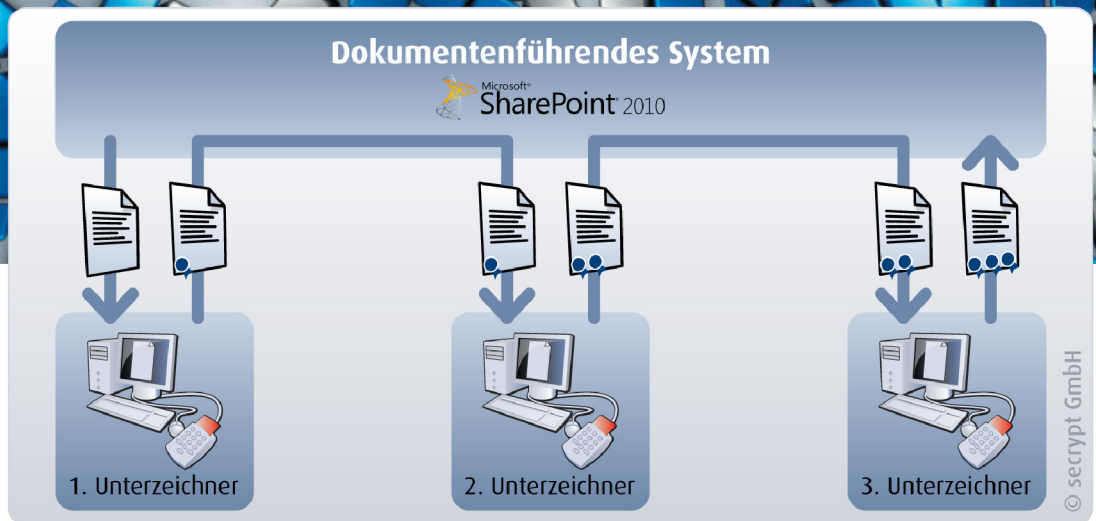 Dokumentenführendes System
Microsoft®
SharePoint® 2010
1. Unterzeichner
2. Unterzeichner
3. Unterzeichner
© secrypt GmbH